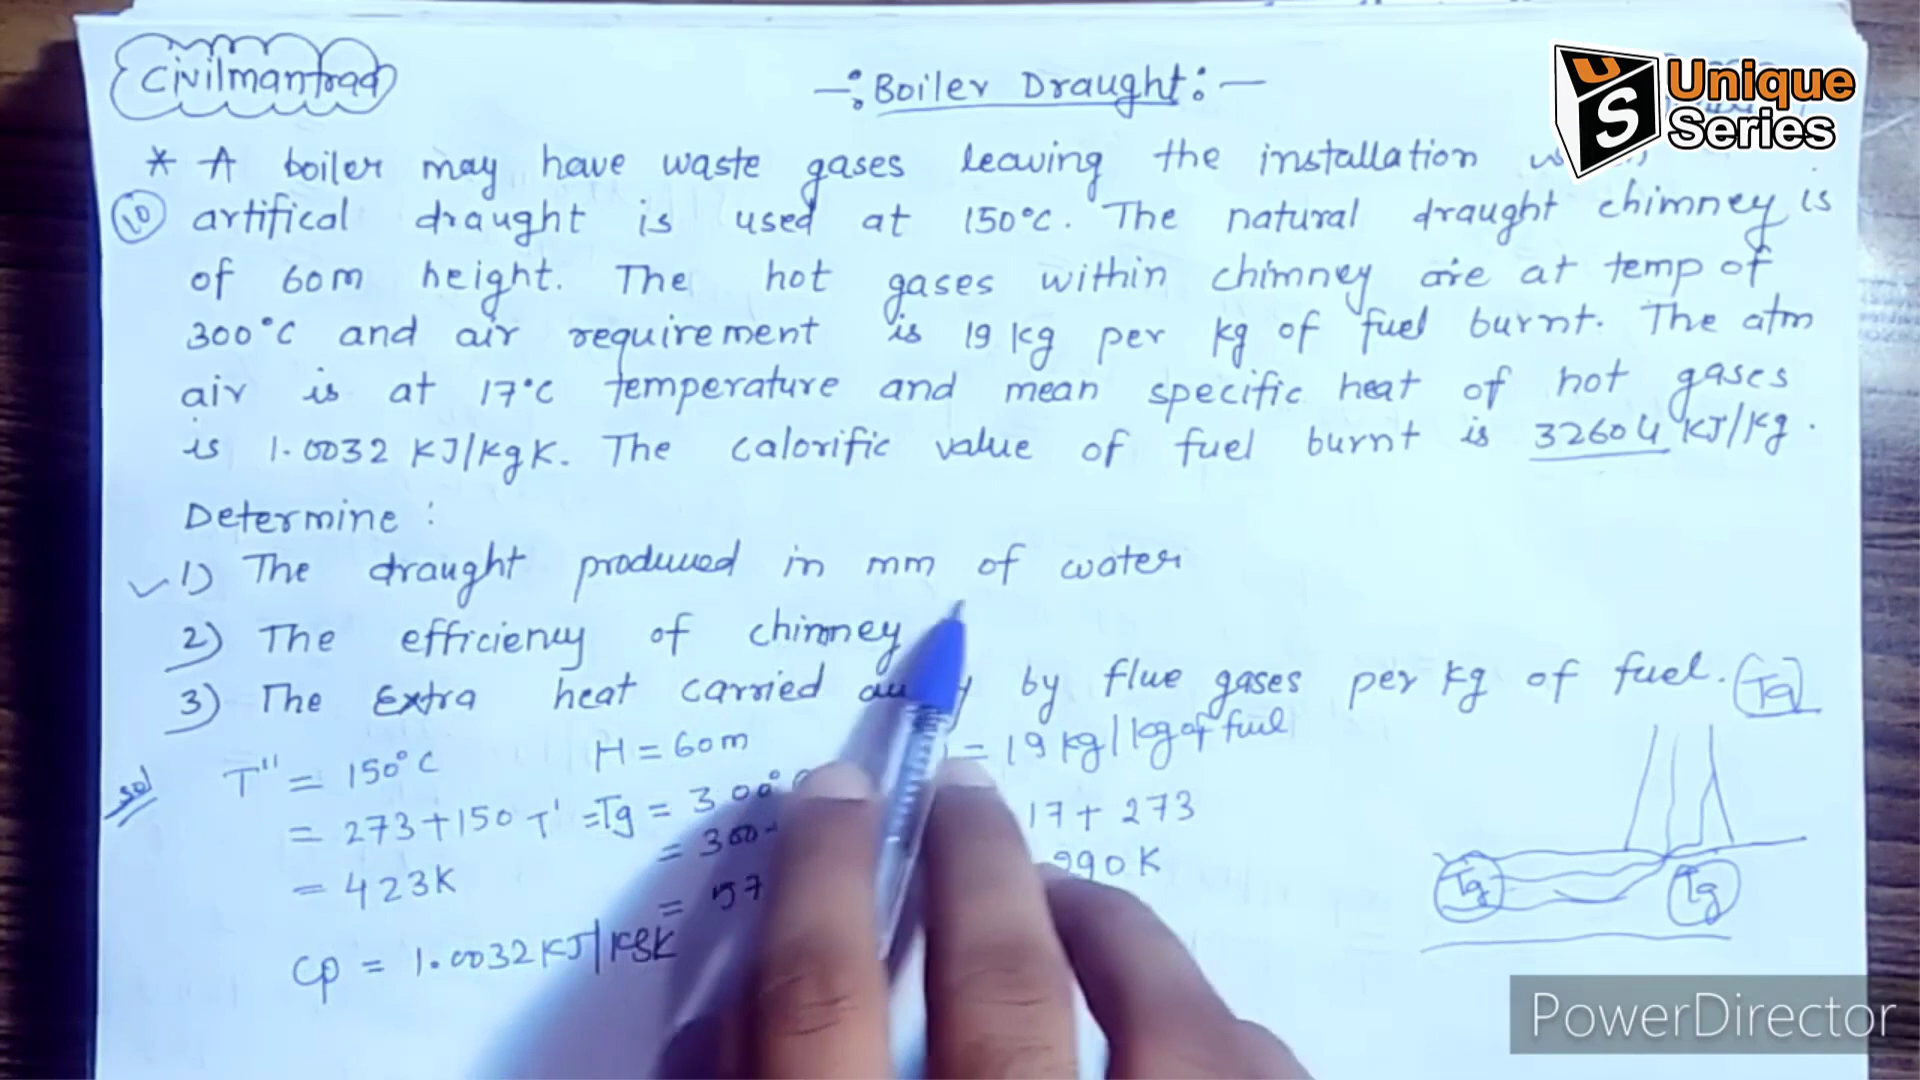 Civilmantraa
-: Boiler Draught :-
Unique
Series
US
* A boiler may have waste gases leaving the installation
10 artifical draught is used at 150°C. The natural draught chimney is
of 60m height. The hot gases within chimney are at temp of
300°C and air requirement is 19 kg per kg of fuel burnt. The atm
air is at 17°C temperature and mean specific heat of hot gases
is 1.0032 KJ/kgK. The calorific value of fuel burnt is 32604 KJ/kg.
Determine :
1) The draught produced in mm of water
2) The efficiency of chimney
3) The Extra heat carried by flue gases per kg of fuel. Tg
Sol T" = 150°C H = 60m = 19 kg/kg of fuel
= 273+150 T' = Tg = 300° 17 + 273
= 423K = 300 290K
= 57
Cp = 1.0032 KJ/KgK
Tg Tg
PowerDirector